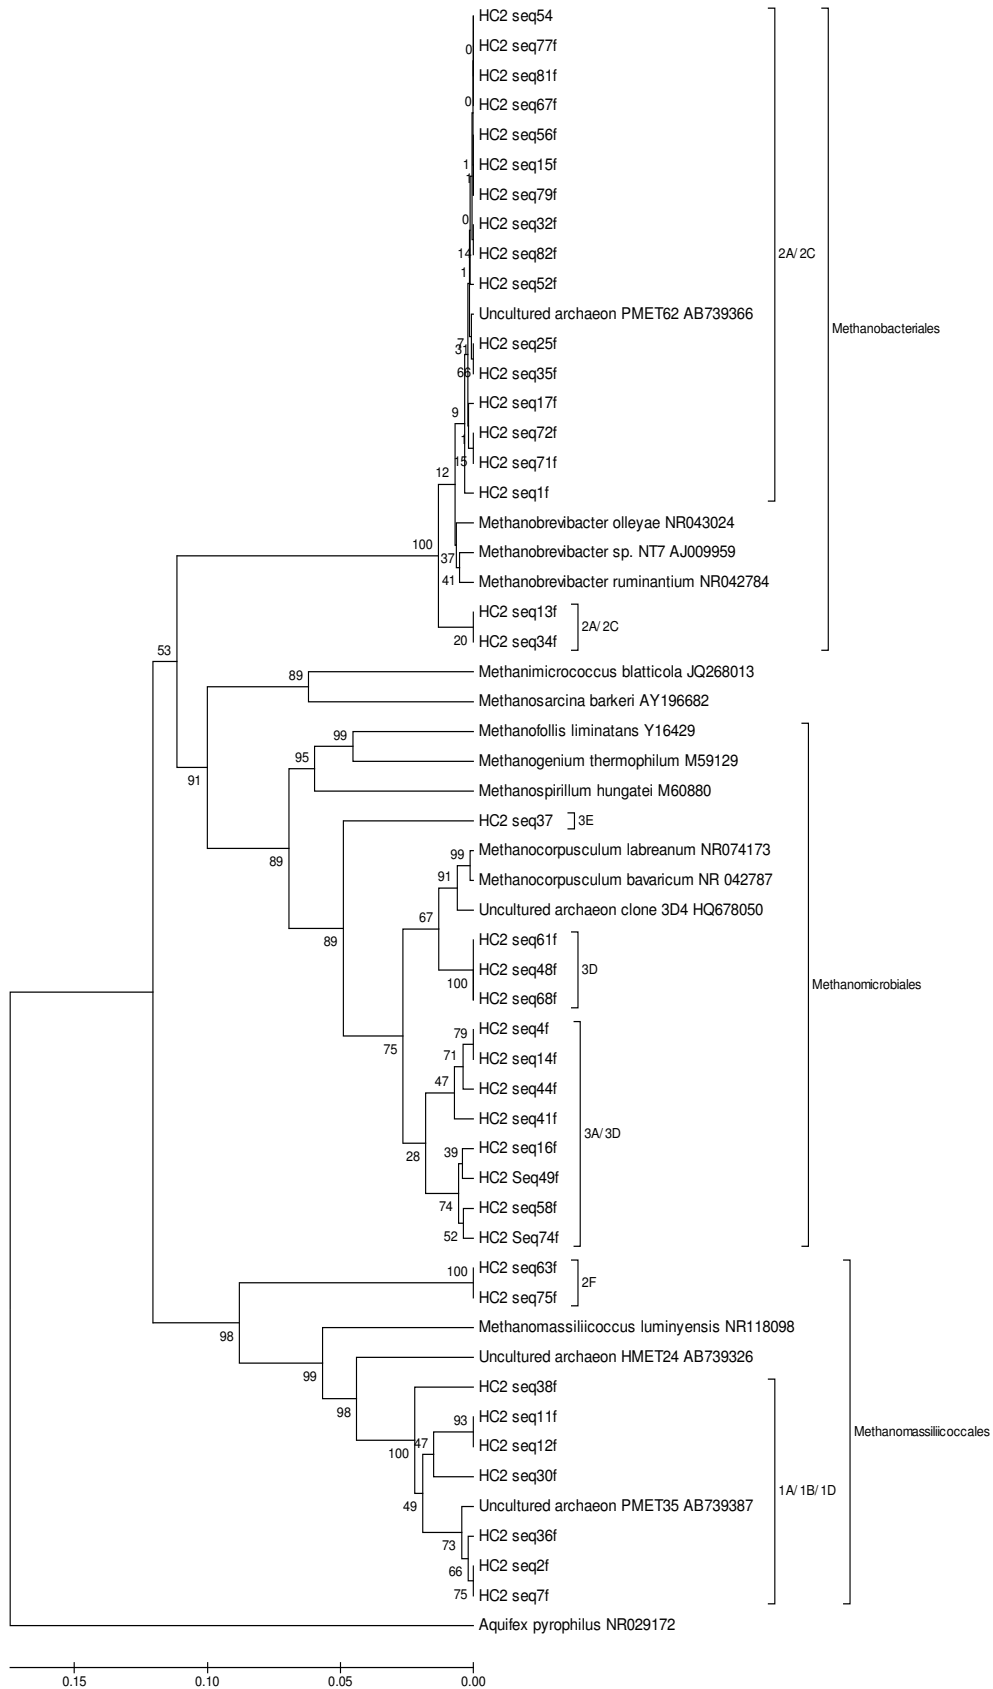 HC2 seq54
0
HC2 seq77f
HC2 seq81f
0
HC2 seq67f
HC2 seq56f
1
HC2 seq15f
1
HC2 seq79f
0
HC2 seq32f
14
HC2 seq82f
2A/2C
1
HC2 seq52f
Uncultured archaeon PMET62 AB739366
Methanobacteriales
7
HC2 seq25f
31
66
HC2 seq35f
HC2 seq17f
9
HC2 seq72f
1
15
HC2 seq71f
12
HC2 seq1f
Methanobrevibacter olleyae NR043024
100
37
Methanobrevibacter sp. NT7 AJ009959
41
Methanobrevibacter ruminantium NR042784
HC2 seq13f
2A/2C
20
HC2 seq34f
53
89
Methanimicrococcus blatticola JQ268013
Methanosarcina barkeri AY196682
99
Methanofollis liminatans Y16429
95
Methanogenium thermophilum M59129
91
Methanospirillum hungatei M60880
HC2 seq37
3E
99
Methanocorpusculum labreanum NR074173
89
91
Methanocorpusculum bavaricum NR 042787
67
Uncultured archaeon clone 3D4 HQ678050
89
HC2 seq61f
HC2 seq48f
3D
100
Methanomicrobiales
HC2 seq68f
79
HC2 seq4f
75
71
HC2 seq14f
47
HC2 seq44f
HC2 seq41f
3A/3D
39
HC2 seq16f
28
HC2 Seq49f
74
HC2 seq58f
52
HC2 Seq74f
100
HC2 seq63f
2F
HC2 seq75f
98
Methanomassiliicoccus luminyensis NR118098
99
Uncultured archaeon HMET24 AB739326
98
HC2 seq38f
93
HC2 seq11f
Methanomassiliicoccales
100
47
HC2 seq12f
HC2 seq30f
1A/1B/1D
49
Uncultured archaeon PMET35 AB739387
73
HC2 seq36f
66
HC2 seq2f
75
HC2 seq7f
Aquifex pyrophilus NR029172
0.15 0.10 0.05 0.00